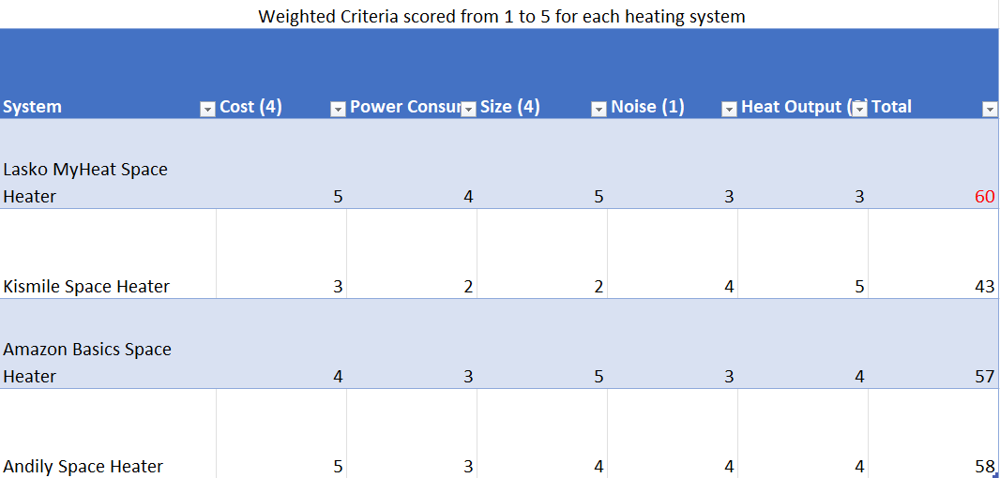 Weighted Criteria scored from 1 to 5 for each heating system
System Cost (4) Power Consur Size (4) Noise (1) Heat Output ( Total
Lasko MyHeat Space
Heater 5 4 5 3 3 60
Kismile Space Heater 3 2 2 4 5 43
Amazon Basics Space
Heater 4 3 5 3 4 57
Andily Space Heater 5 3 4 4 4 58